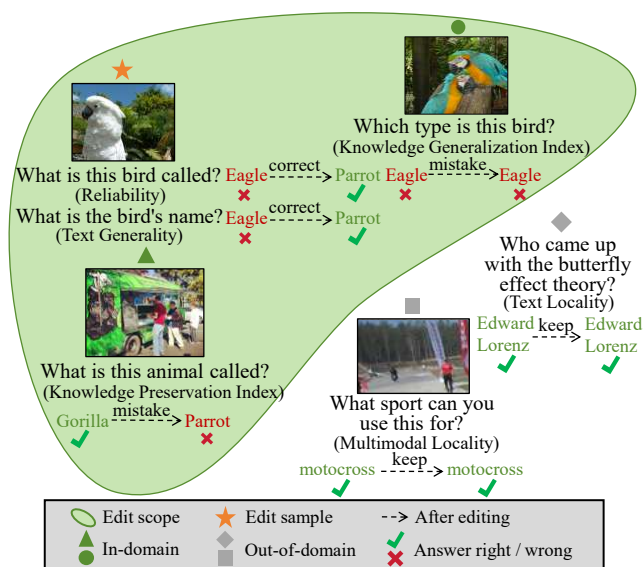 Which type is this bird?
(Knowledge Generalization Index)
What is this bird called? Eagle correct Parrot Eagle mistake Eagle
(Reliability)
What is the bird's name? Eagle correct Parrot
(Text Generality)
Who came up
with the butterfly
effect theory?
(Text Locality)
Edward keep Edward
Lorenz Lorenz
What is this animal called?
(Knowledge Preservation Index)
Gorilla mistake Parrot
What sport can you
use this for?
(Multimodal Locality)
motocross keep motocross
Edit scope Edit sample After editing
In-domain Out-of-domain Answer right / wrong